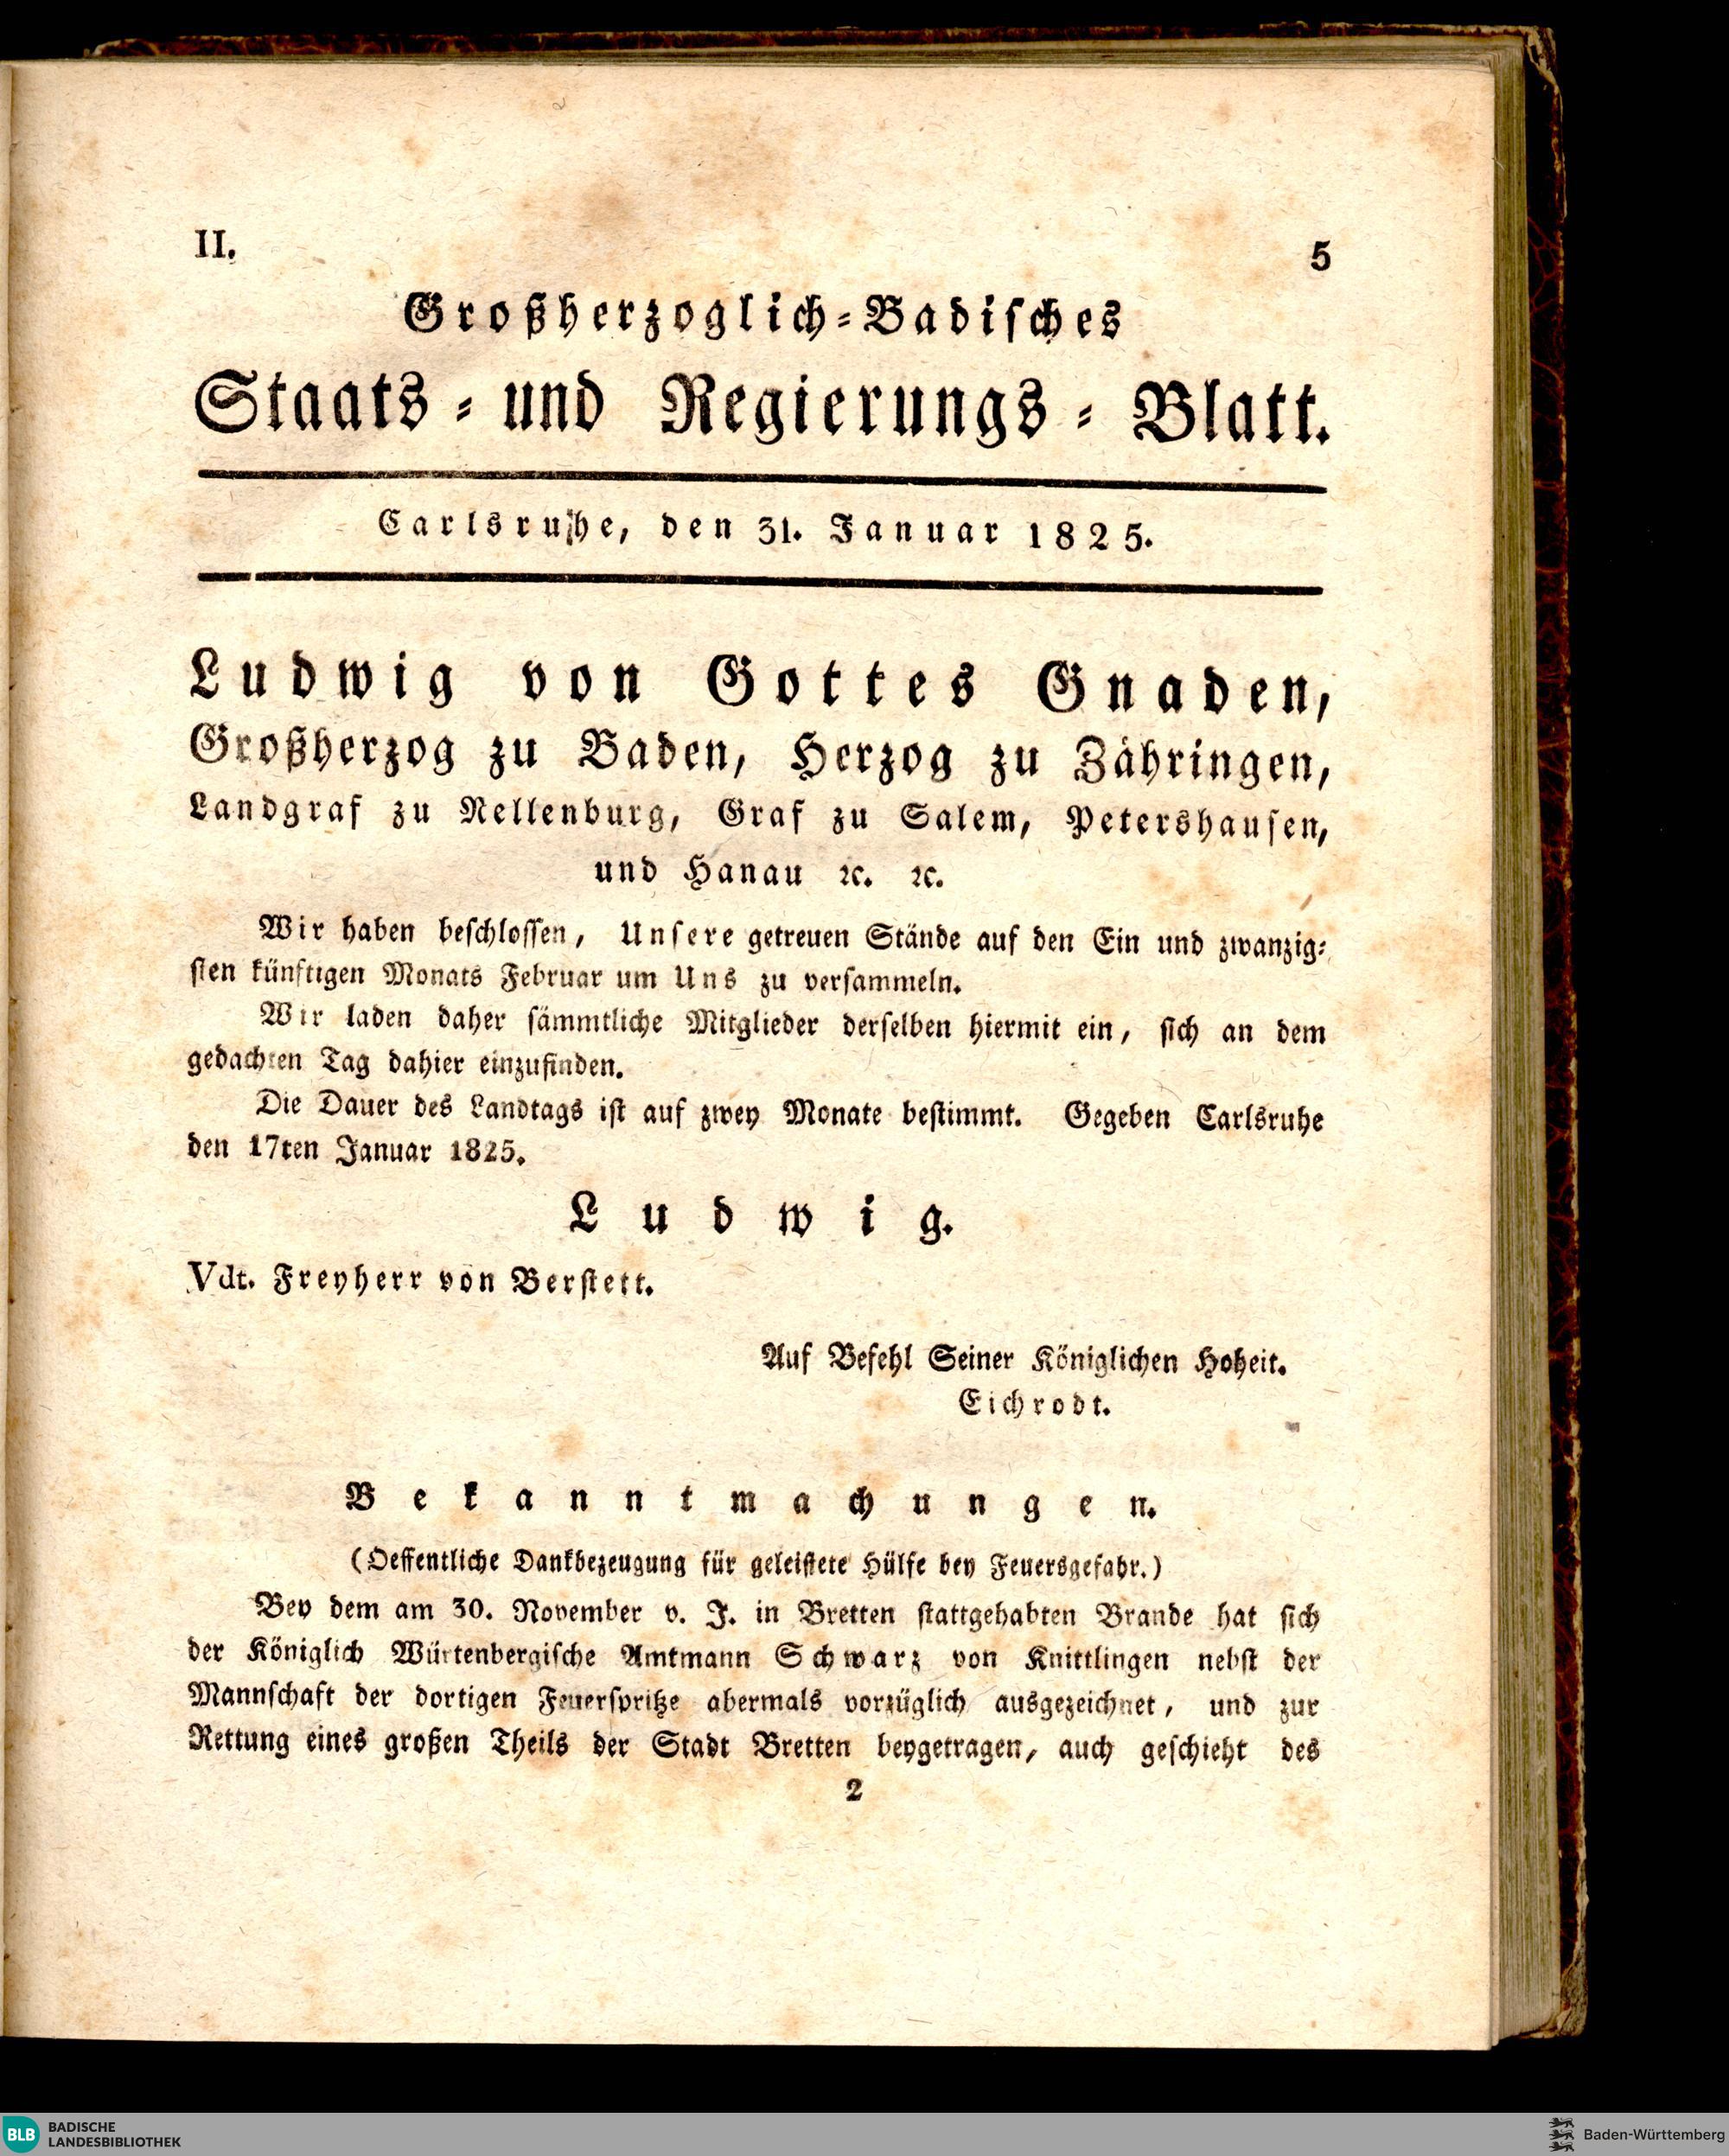 II.
5
Großherzoglich-Badisches
Staats- und Regierungs-Blatt.
Carlsruhe, den 31. Januar 1825.
Ludwig von Gottes Gnaden,
Großherzog zu Baden, Herzog zu Zähringen,
Landgraf zu Nellenburg, Graf zu Salem, Petershausen,
und Hanau ꝛc. ꝛc.
Wir haben beschlossen, Unsere getreuen Stände auf den Ein und zwanzig-
sten künftigen Monats Februar um Uns zu versammeln.
Wir laden daher sämmtliche Mitglieder derselben hiermit ein, sich an dem
gedachten Tag dahier einzufinden.
Die Dauer des Landtags ist auf zwey Monate bestimmt. Gegeben Carlsruhe
den 17ten Januar 1825.
Ludwig.
Vdt. Freyherr von Berstett.
Auf Befehl Seiner Königlichen Hoheit.
Eichrodt.
Bekanntmachungen.
(Oeffentliche Dankbezeugung für geleistete Hülfe bey Feuersgefahr.)
Bey dem am 30. November v. J. in Bretten stattgehabten Brande hat sich
der Königlich Würtenbergische Amtmann Schwarz von Knittlingen nebst der
Mannschaft der dortigen Feuerspritze abermals vorzüglich ausgezeichnet, und zur
Rettung eines großen Theils der Stadt Bretten beygetragen, auch geschieht des
2
BLB BADISCHE
LANDESBIBLIOTHEK
Baden-Württemberg